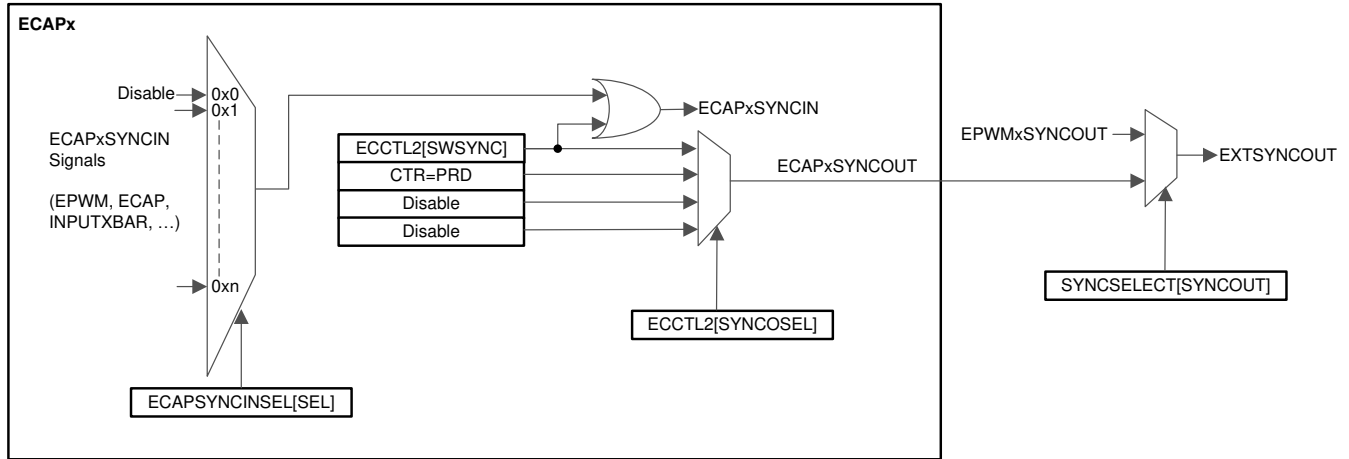 ECAPx
Disable
0x0
0x1
ECAPxSYNCIN
Signals
(EPWM, ECAP,
INPUTXBAR, …)
0xn
ECAPSYNCINSEL[SEL]
ECAPxSYNCIN
ECCTL2[SWSYNC]
CTR=PRD
Disable
Disable
ECAPxSYNCOUT
ECCTL2[SYNCOSEL]
EPWMxSYNCOUT
EXTSYNCOUT
SYNCSELECT[SYNCOUT]